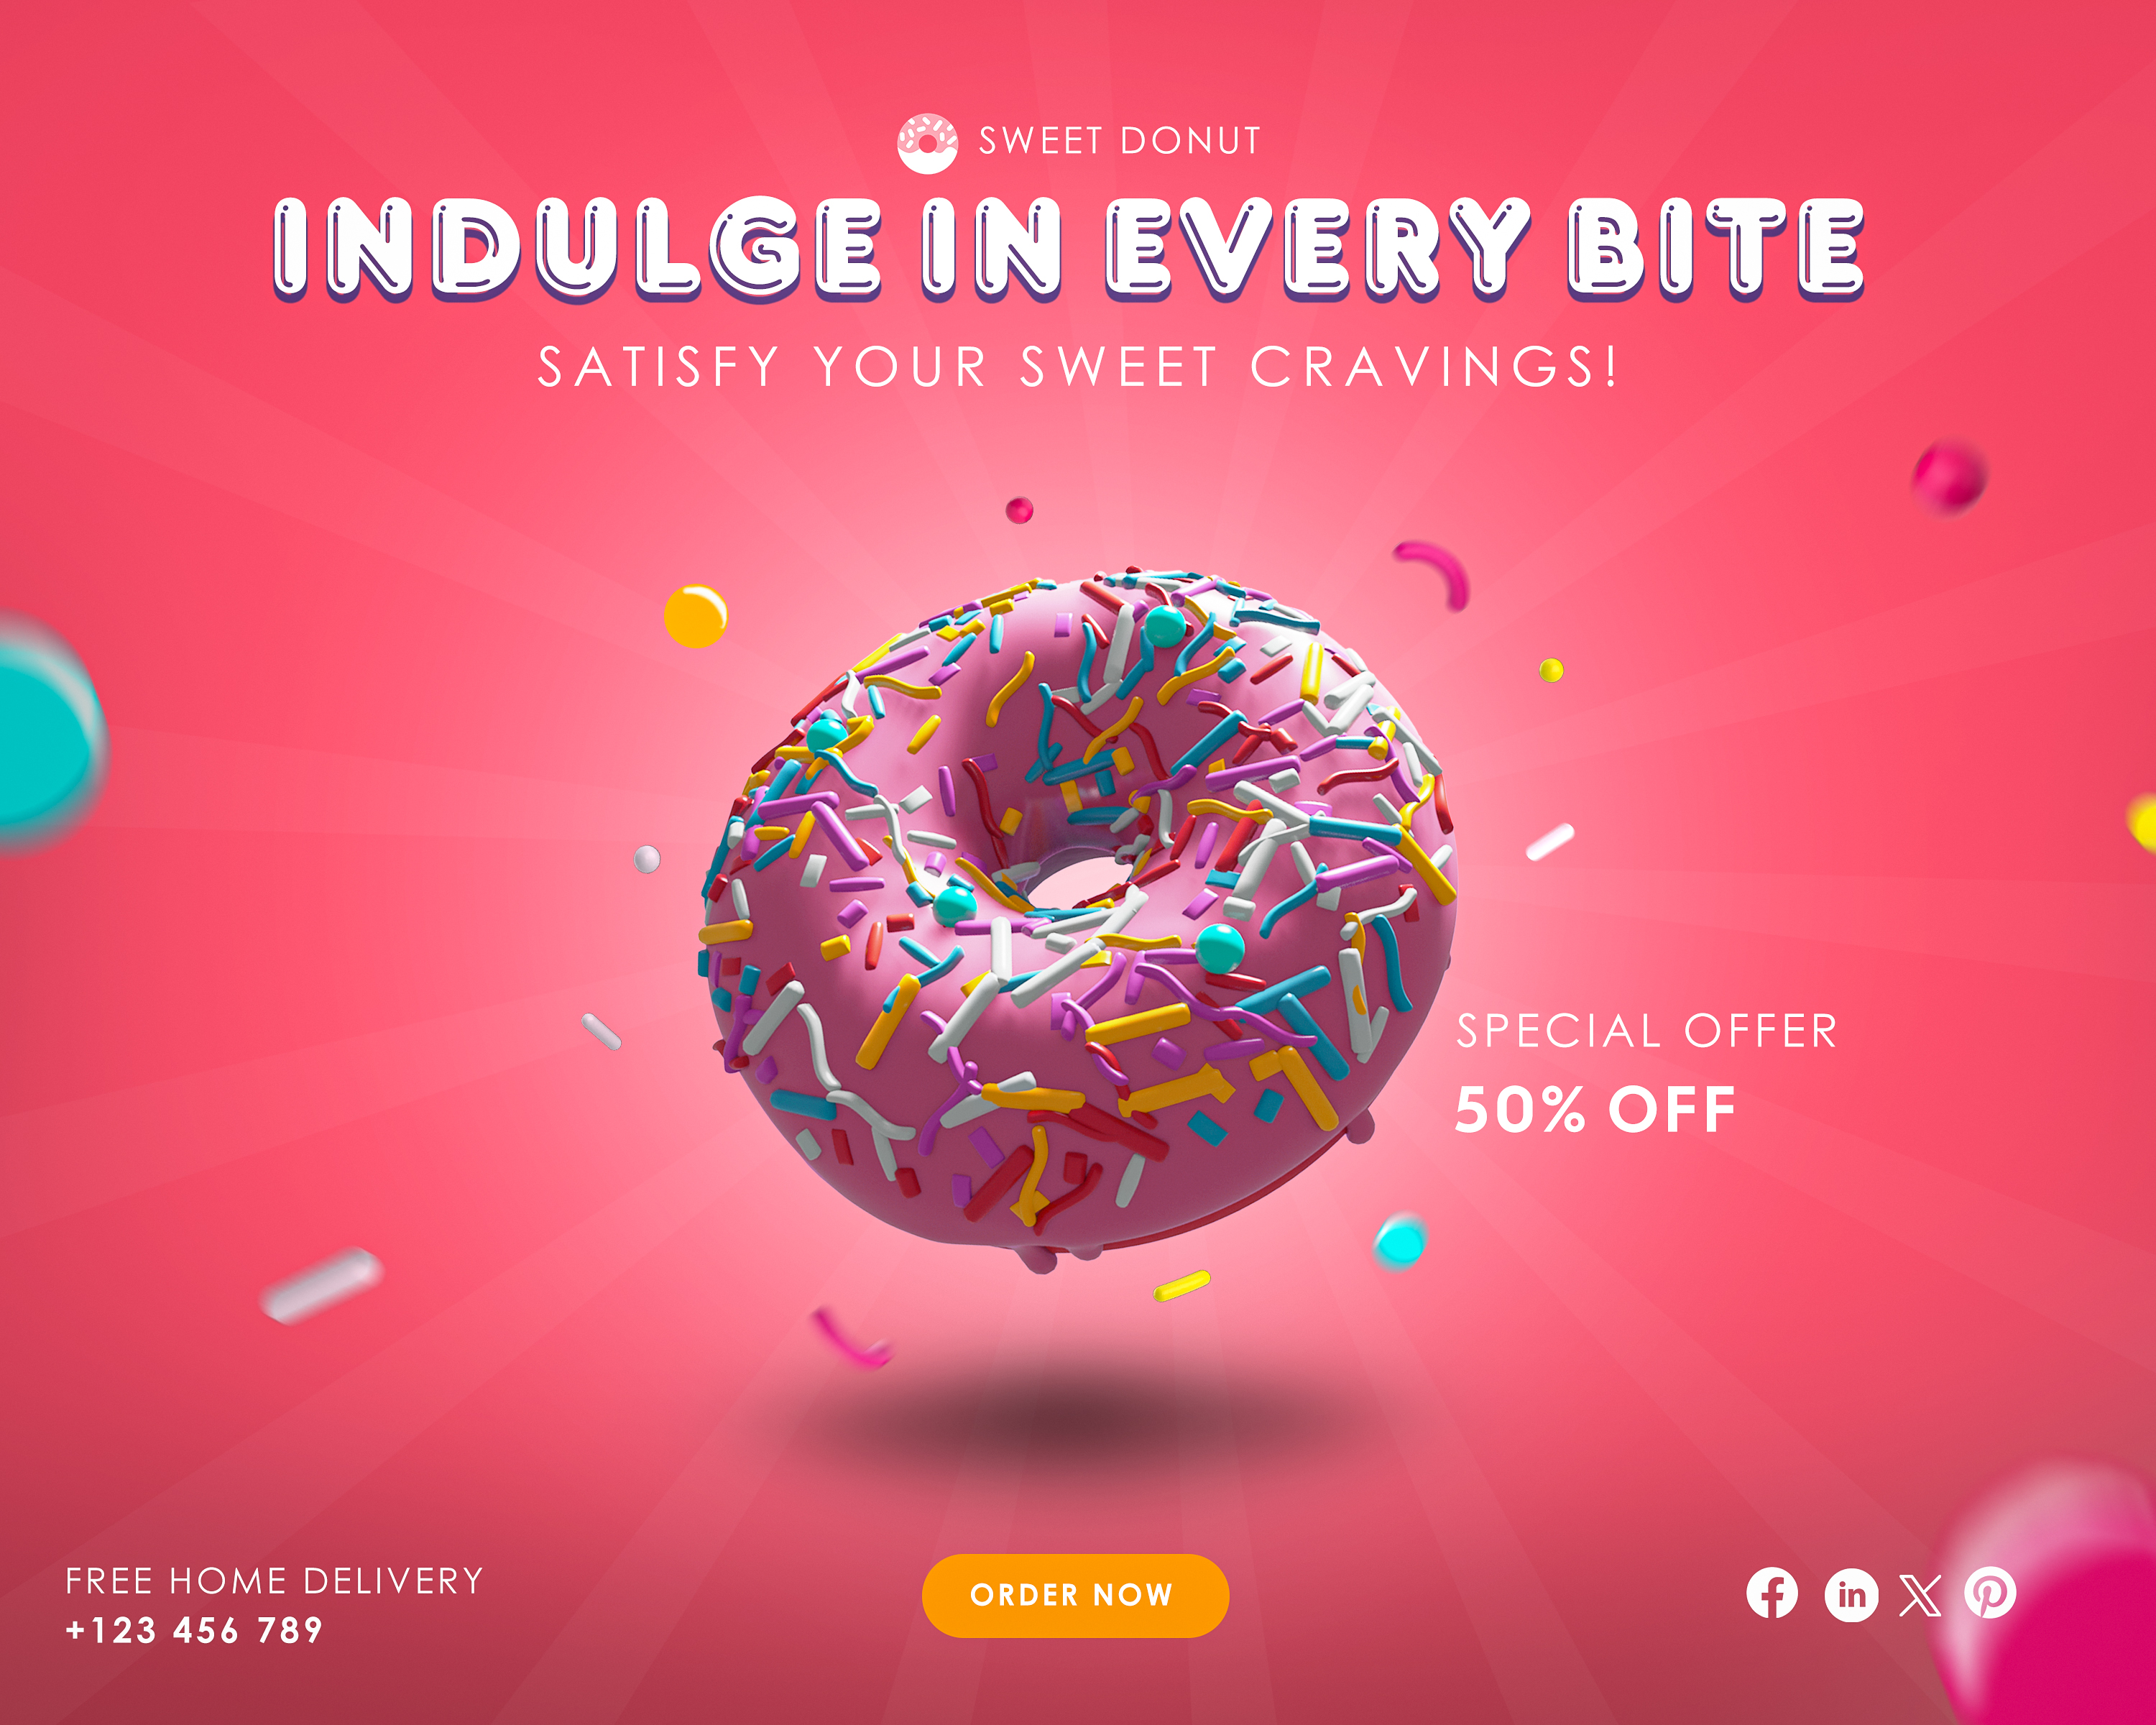 SWEET DONUT
INDULGE IN EVERY BITE
SATISFY YOUR SWEET CRAVINGS!
SPECIAL OFFER
50% OFF
FREE HOME DELIVERY
+123 456 789
ORDER NOW